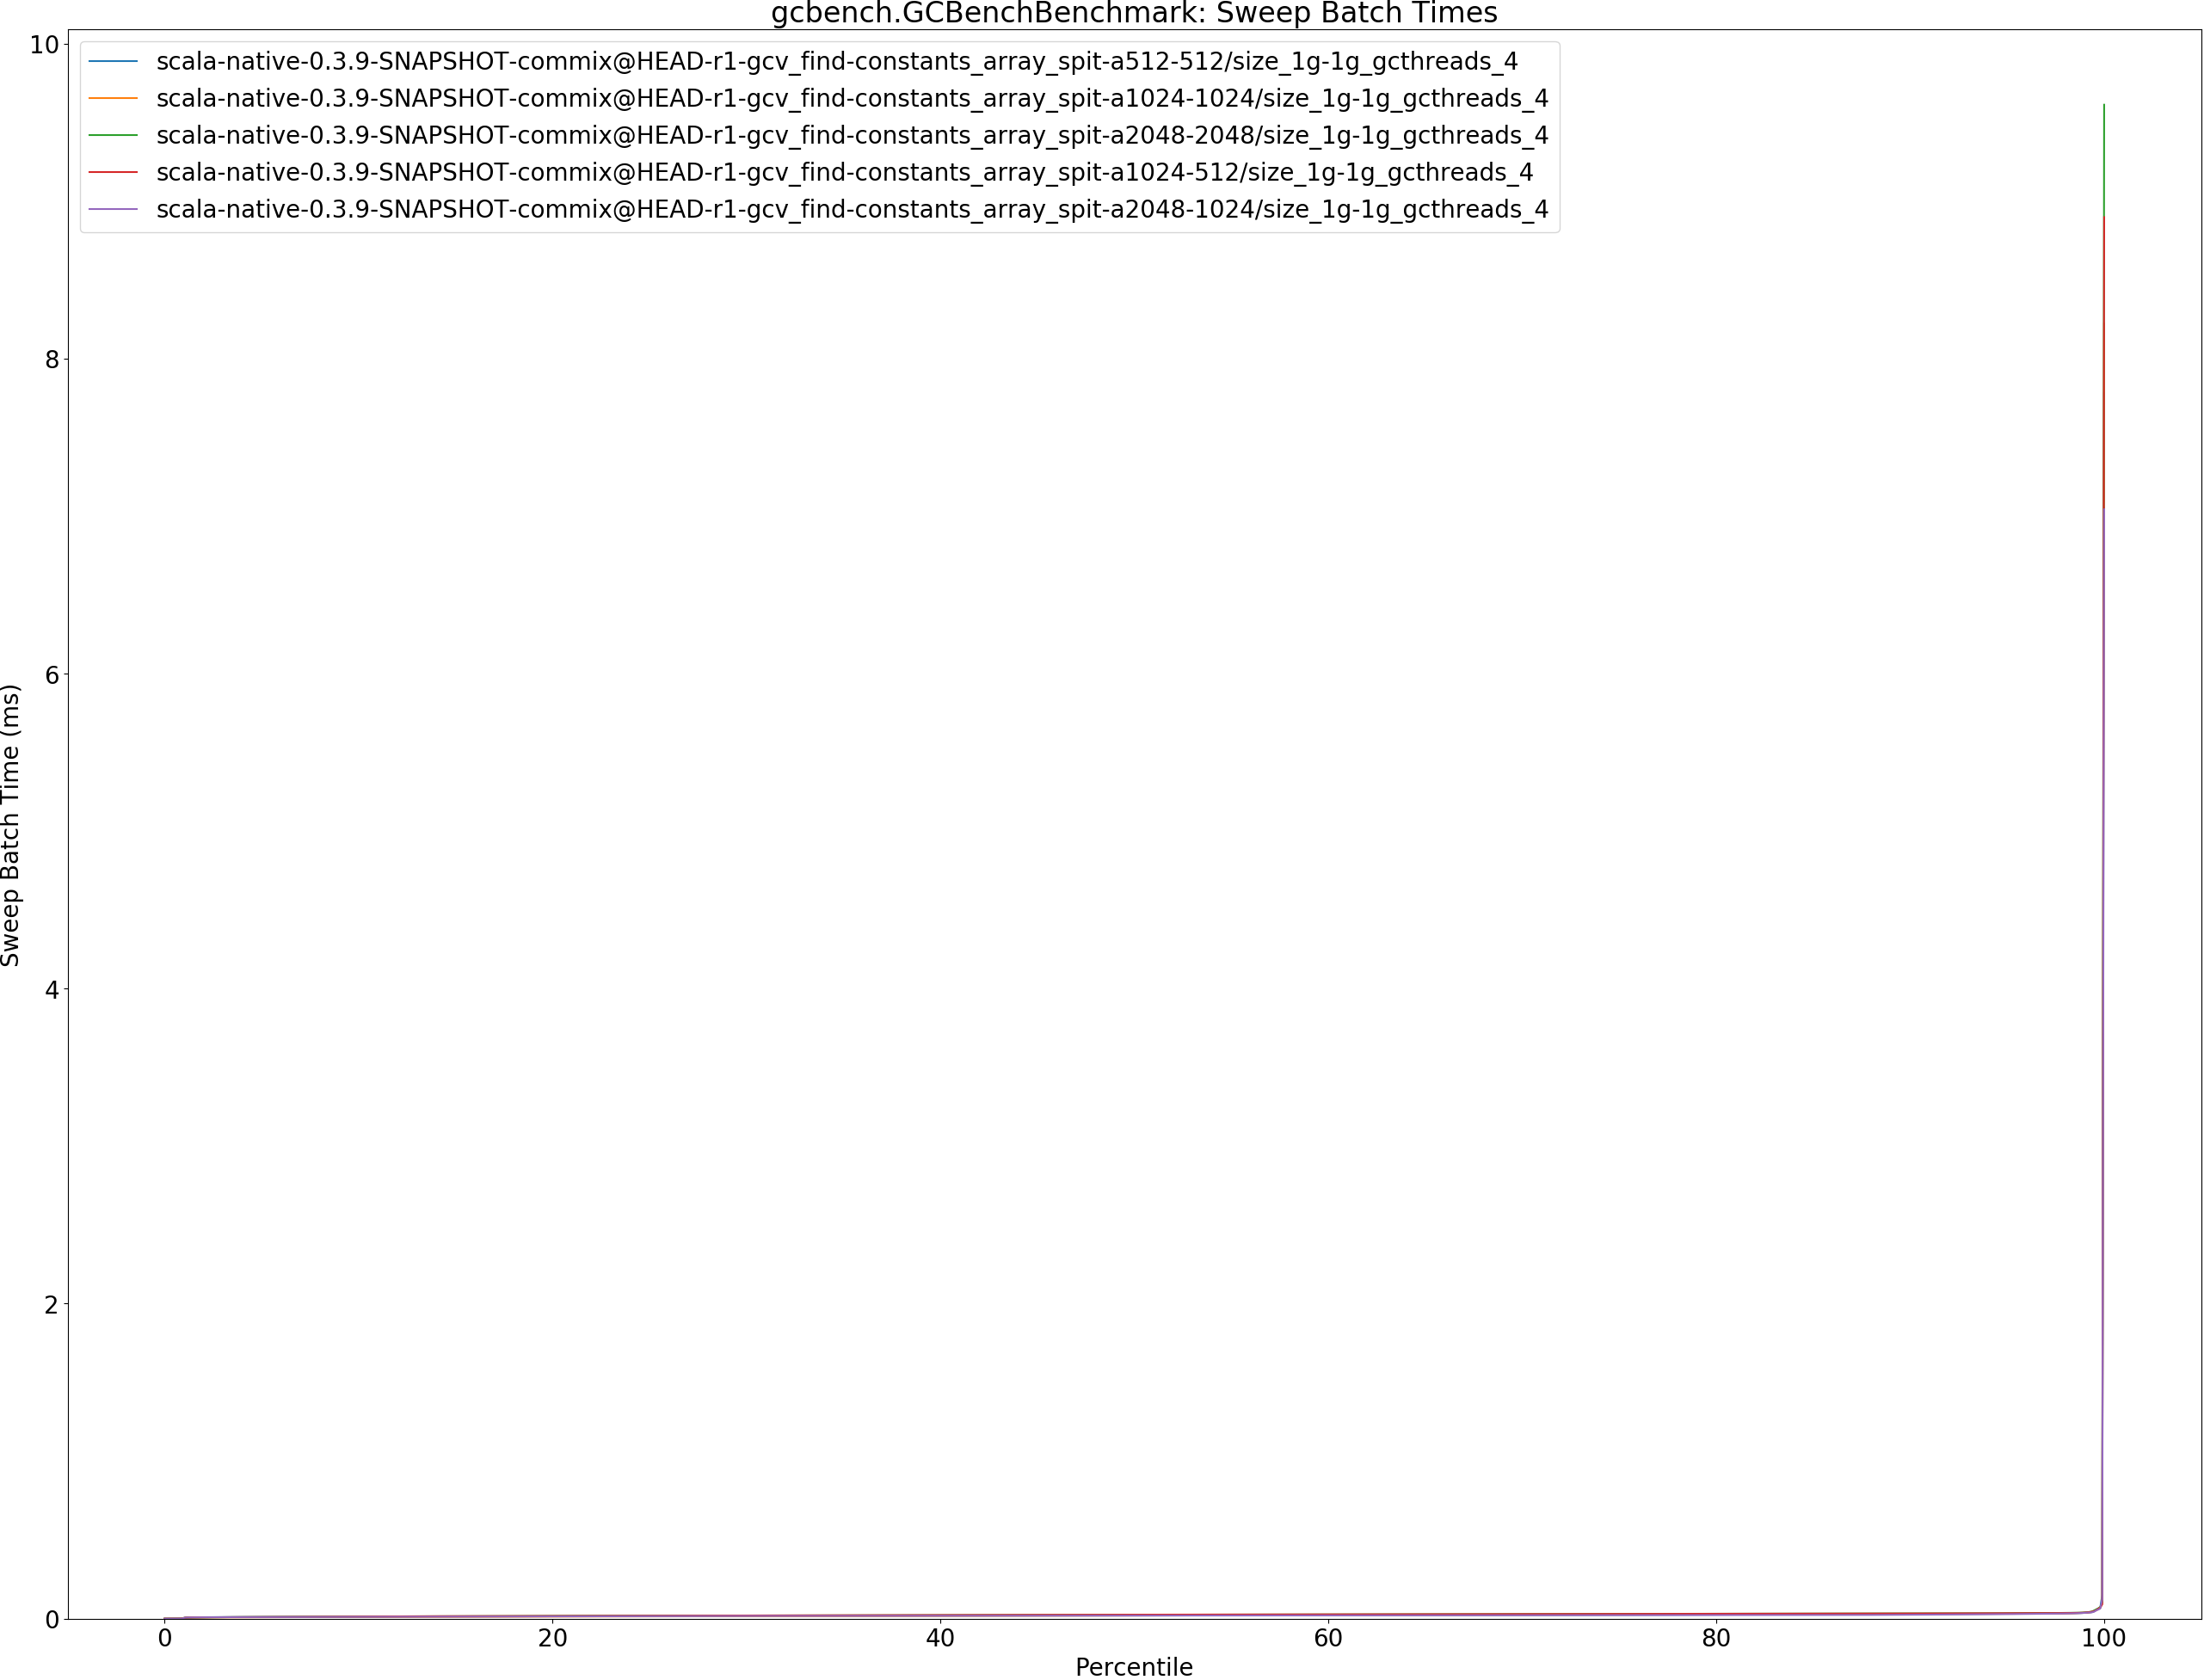 gcbench.GCBenchBenchmark: Sweep Batch Times
scala-native-0.3.9-SNAPSHOT-commix@HEAD-r1-gcv_find-constants_array_spit-a512-512/size_1g-1g_gcthreads_4
scala-native-0.3.9-SNAPSHOT-commix@HEAD-r1-gcv_find-constants_array_spit-a1024-1024/size_1g-1g_gcthreads_4
scala-native-0.3.9-SNAPSHOT-commix@HEAD-r1-gcv_find-constants_array_spit-a2048-2048/size_1g-1g_gcthreads_4
scala-native-0.3.9-SNAPSHOT-commix@HEAD-r1-gcv_find-constants_array_spit-a1024-512/size_1g-1g_gcthreads_4
scala-native-0.3.9-SNAPSHOT-commix@HEAD-r1-gcv_find-constants_array_spit-a2048-1024/size_1g-1g_gcthreads_4
Sweep Batch Time (ms)
10
8
6
4
2
0
0 20 40 60 80 100
Percentile